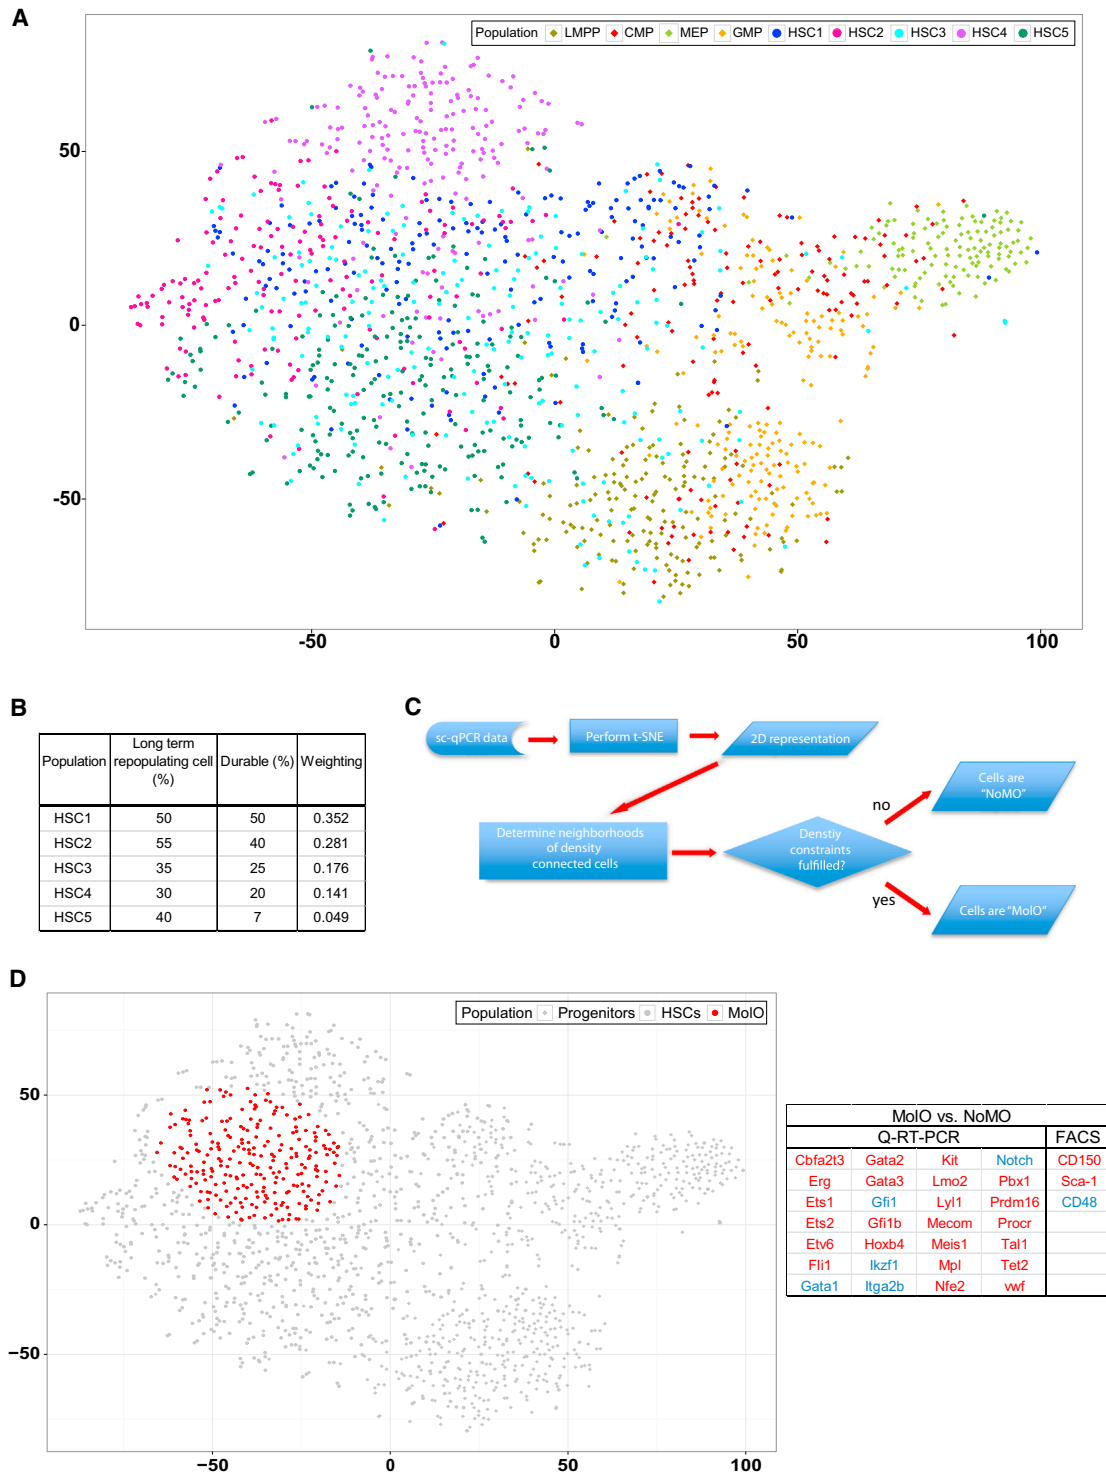 A
Population LMPP CMP MEP GMP HSC1 HSC2 HSC3 HSC4 HSC5
50
0
-50
-50 0 50 100
B
Population Long term repopulating cell (%) Durable (%) Weighting
HSC1 50 50 0.352
HSC2 55 40 0.281
HSC3 35 25 0.176
HSC4 30 20 0.141
HSC5 40 7 0.049
C
sc-qPCR data
Perform t-SNE
2D representation
Determine neighborhoods
of density
connected cells
Denstiy
constraints
fulfilled?
no
Cells are
"NoMO"
yes
Cells are "MolO"
D
Population Progenitors HSCs MolO
50
0
−50
−50 0 50 100
MolO vs. NoMO
Q-RT-PCR FACS
Cbfa2t3 Gata2 Kit Notch CD150
Erg Gata3 Lmo2 Pbx1 Sca-1
Ets1 Gfi1 Lyl1 Prdm16 CD48
Ets2 Gfi1b Mecom Procr
Etv6 Hoxb4 Meis1 Tal1
Fli1 Ikzf1 Mpl Tet2
Gata1 Itga2b Nfe2 vwf